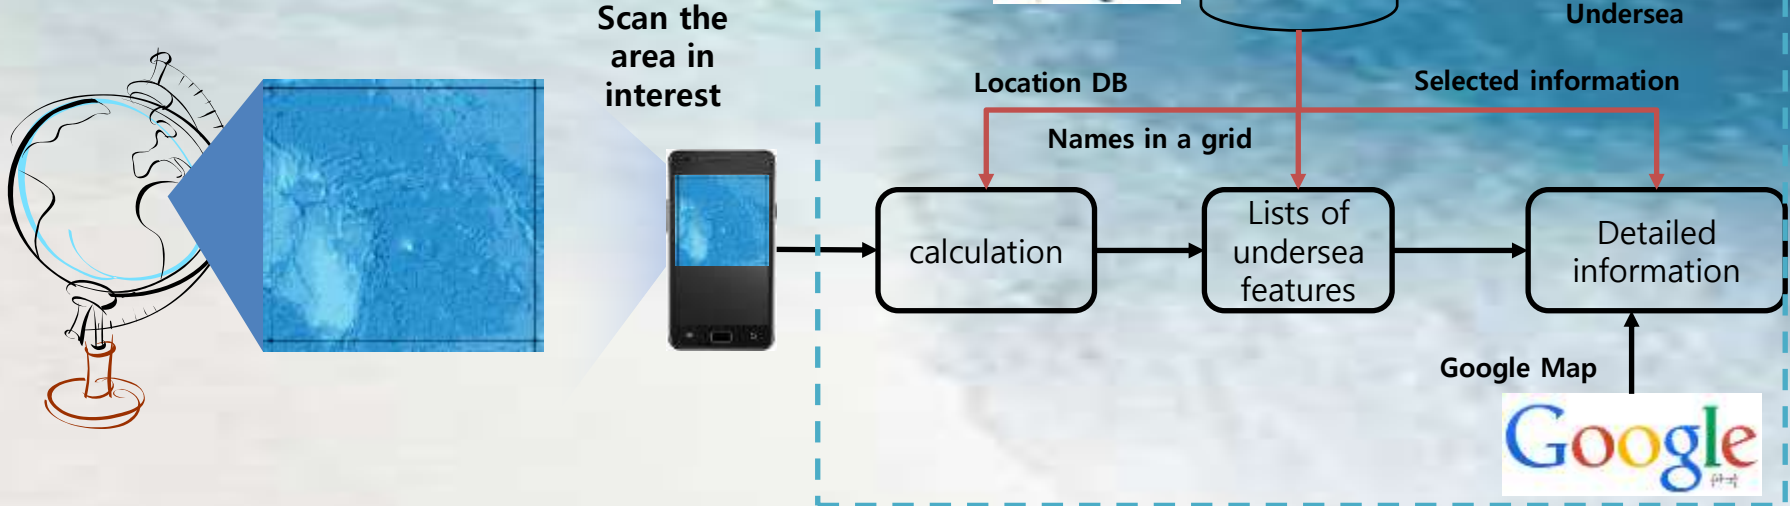 Scan the
area in
interest
Undersea
Location DB
Selected information
Names in a grid
calculation
Lists of
undersea
features
Detailed
information
Google Map
Google